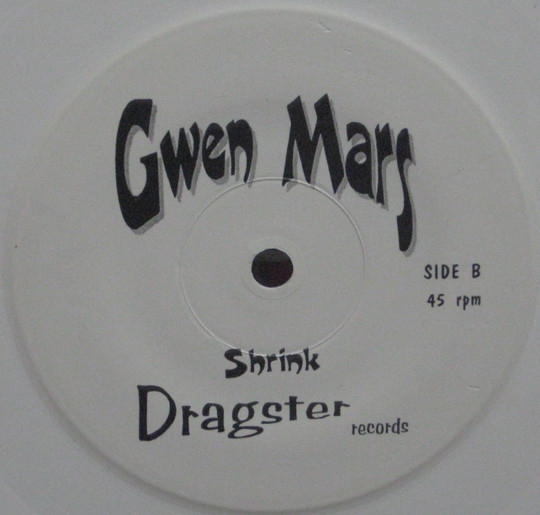 Gwen Mars
SIDE B
45 rpm
Shrink
Dragster records